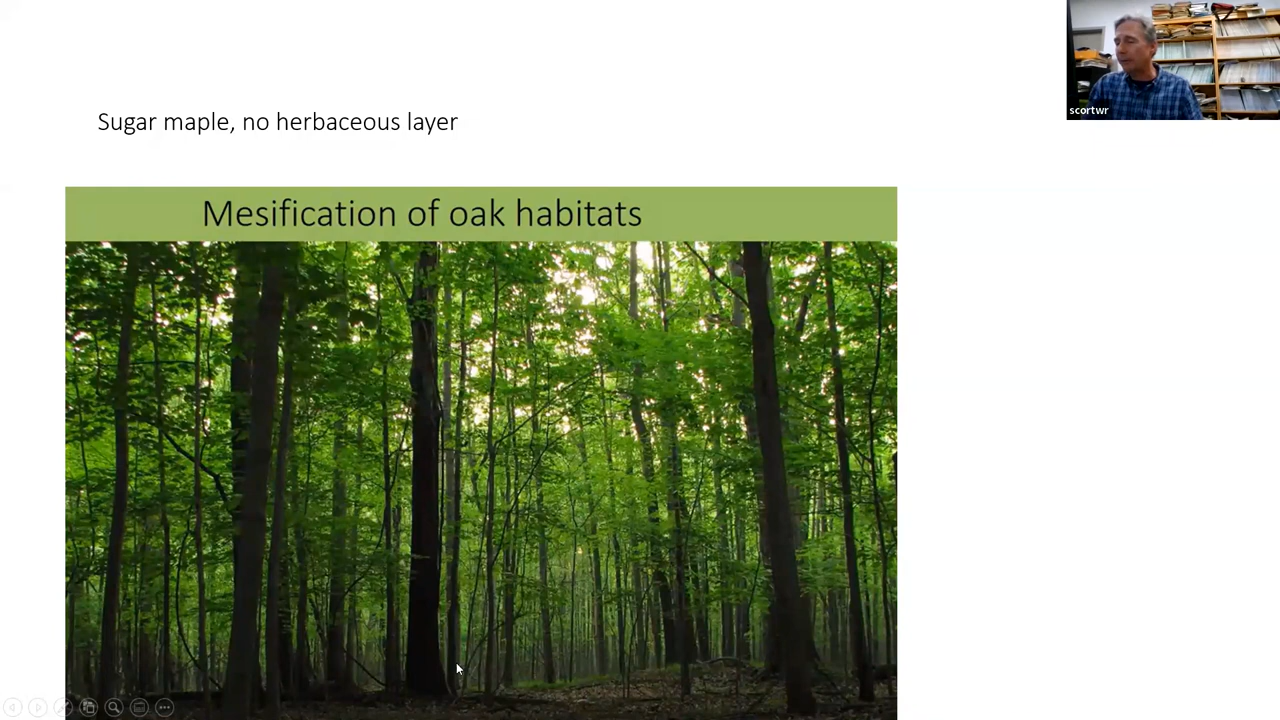 Sugar maple, no herbaceous layer
Mesification of oak habitats
scortwr